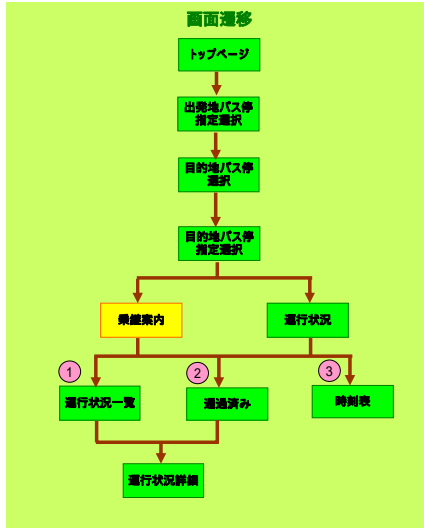 画面遷移
トップページ
出発地バス停
指定選択
目的地バス停
選択
目的地バス停
指定選択
乗継案内
運行状況
1
2
3
運行状況一覧
通過済み
時刻表
運行状況詳細